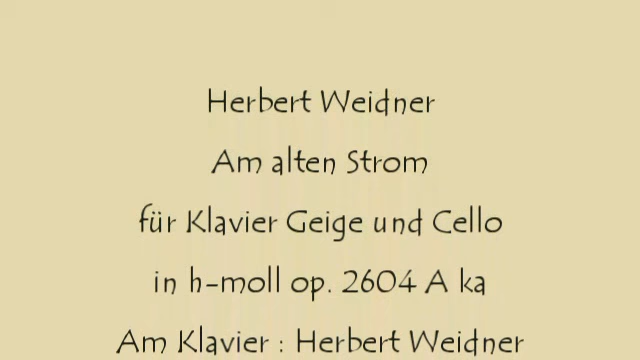 Herbert Weidner
Am alten Strom
für Klavier Geige und Cello
in h-moll op. 2604 A ka
Am Klavier : Herbert Weidner